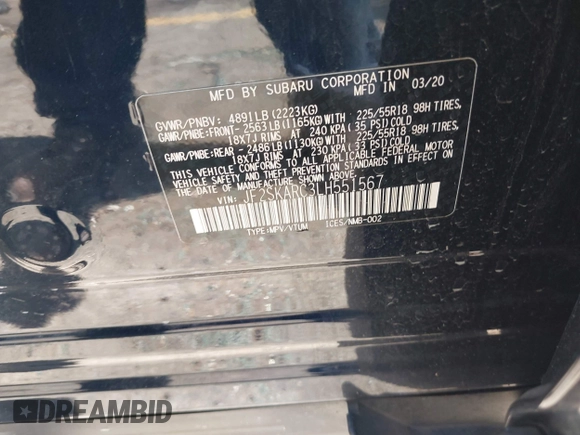 MFD BY SUBARU CORPORATION
MFD IN 03/20
GVWR/PNBV: 4891LB(2223KG)
GAWR/PNBE:FRONT- 2563LB(1165KG)WITH 225/55R18 98H TIRES,
18X7J RIMS AT 240 KPA(35 PSI)COLD
GAWR/PNBE:REAR - 2486LB(1130KG)WITH 225/55R18 98H TIRES,
18X7J RIMS AT 230 KPA(33 PSI)COLD
THIS VEHICLE CONFORMS TO ALL APPLICABLE FEDERAL MOTOR
VEHICLE SAFETY AND THEFT PREVENTION STANDARDS IN EFFECT
ON THE DATE OF MANUFACTURE SHOWN ABOVE.
VIN: JF2SKARC3LH551567
TYPE:MPV/VTUM ICES/NMB-002
DREAMBID